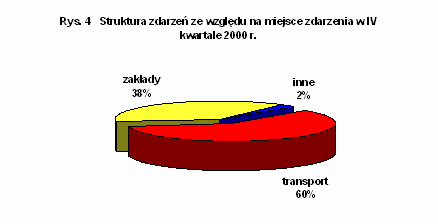 Rys. 4 Struktura zdarzeń ze względu na miejsce zdarzenia w IV
kwartale 2000 r.
zakłady
38%
inne
2%
transport
60%